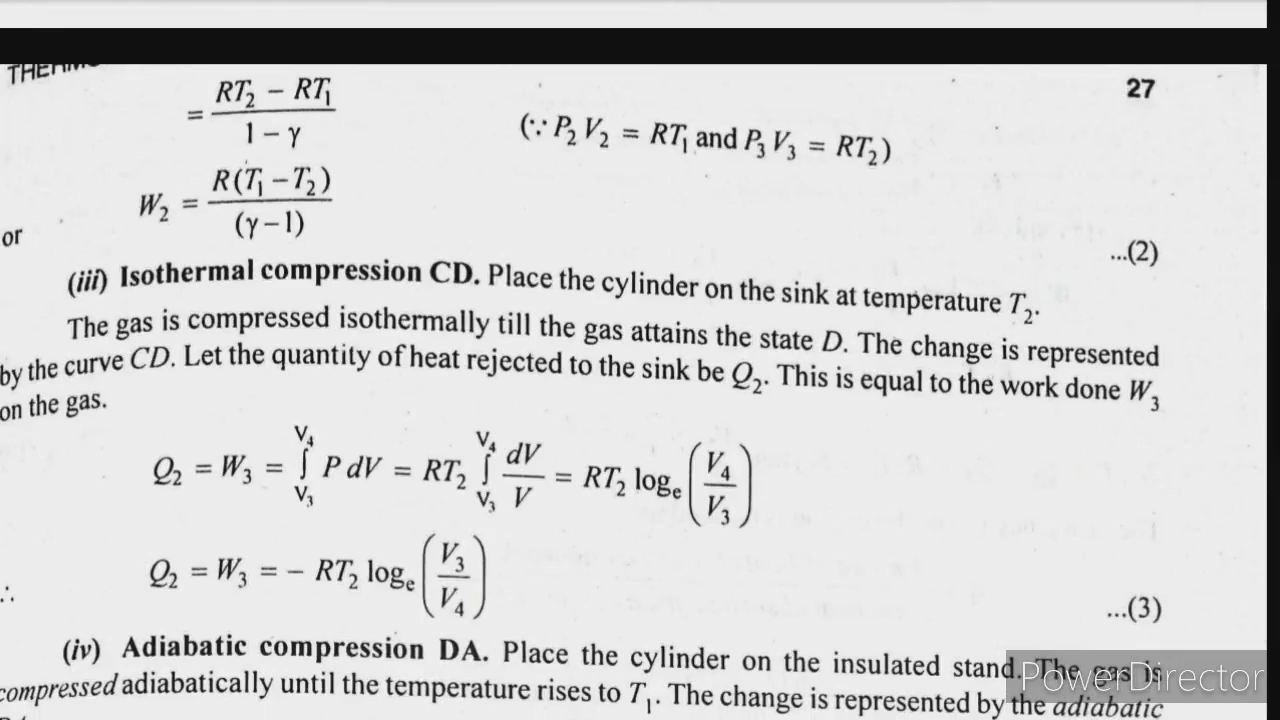 THERMO
27
= RT₂ − RT₁ / 1 − γ (∵ P₂V₂ = RT₁ and P₃V₃ = RT₂)
or W₂ = R(T₁ − T₂) / (γ − 1) ...(2)
(iii) Isothermal compression CD. Place the cylinder on the sink at temperature T₂.
The gas is compressed isothermally till the gas attains the state D. The change is represented
by the curve CD. Let the quantity of heat rejected to the sink be Q₂. This is equal to the work done W₃
on the gas.
Q₂ = W₃ = ∫_{V₃}^{V₄} P dV = RT₂ ∫_{V₃}^{V₄} dV/V = RT₂ logₑ (V₄/V₃)
∴ Q₂ = W₃ = − RT₂ logₑ (V₃/V₄) ...(3)
(iv) Adiabatic compression DA. Place the cylinder on the insulated stand. The gas is
compressed adiabatically until the temperature rises to T₁. The change is represented by the adiabatic
PowerDirector